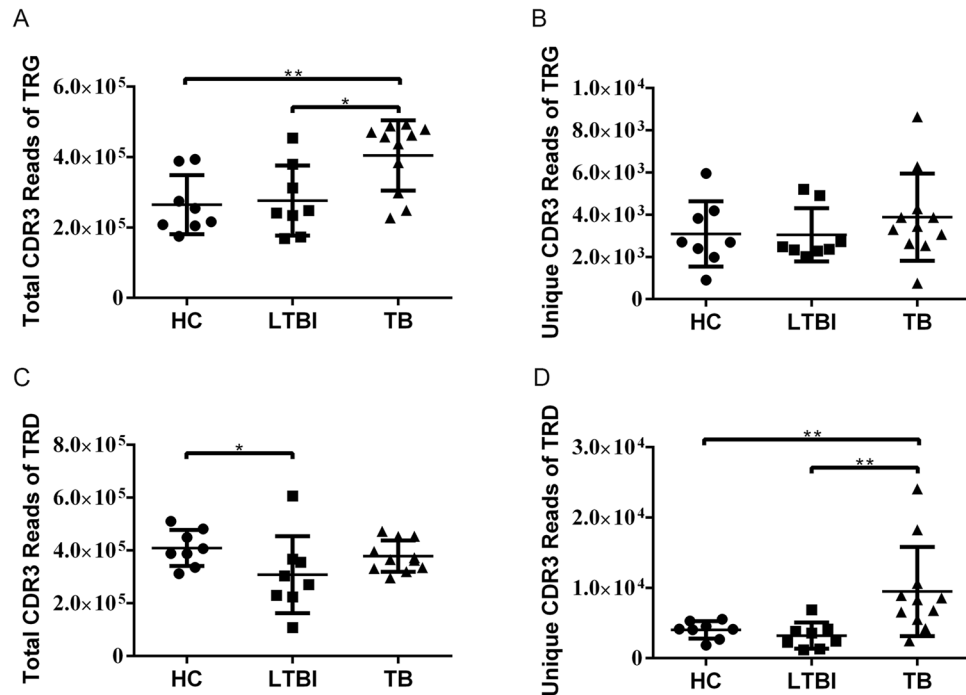 A
Total CDR3 Reads of TRG
6.0×10⁵
4.0×10⁵
2.0×10⁵
0
**
*
HC LTBI TB
B
Unique CDR3 Reads of TRG
1.0×10⁴
8.0×10³
6.0×10³
4.0×10³
2.0×10³
0
HC LTBI TB
C
Total CDR3 Reads of TRD
8.0×10⁵
6.0×10⁵
4.0×10⁵
2.0×10⁵
0
*
HC LTBI TB
D
Unique CDR3 Reads of TRD
3.0×10⁴
2.0×10⁴
1.0×10⁴
0
**
**
HC LTBI TB